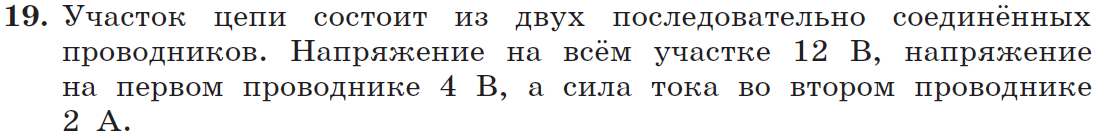 19. Участок цепи состоит из двух последовательно соединённых
проводников. Напряжение на всём участке 12 В, напряжение
на первом проводнике 4 В, а сила тока во втором проводнике
2 А.